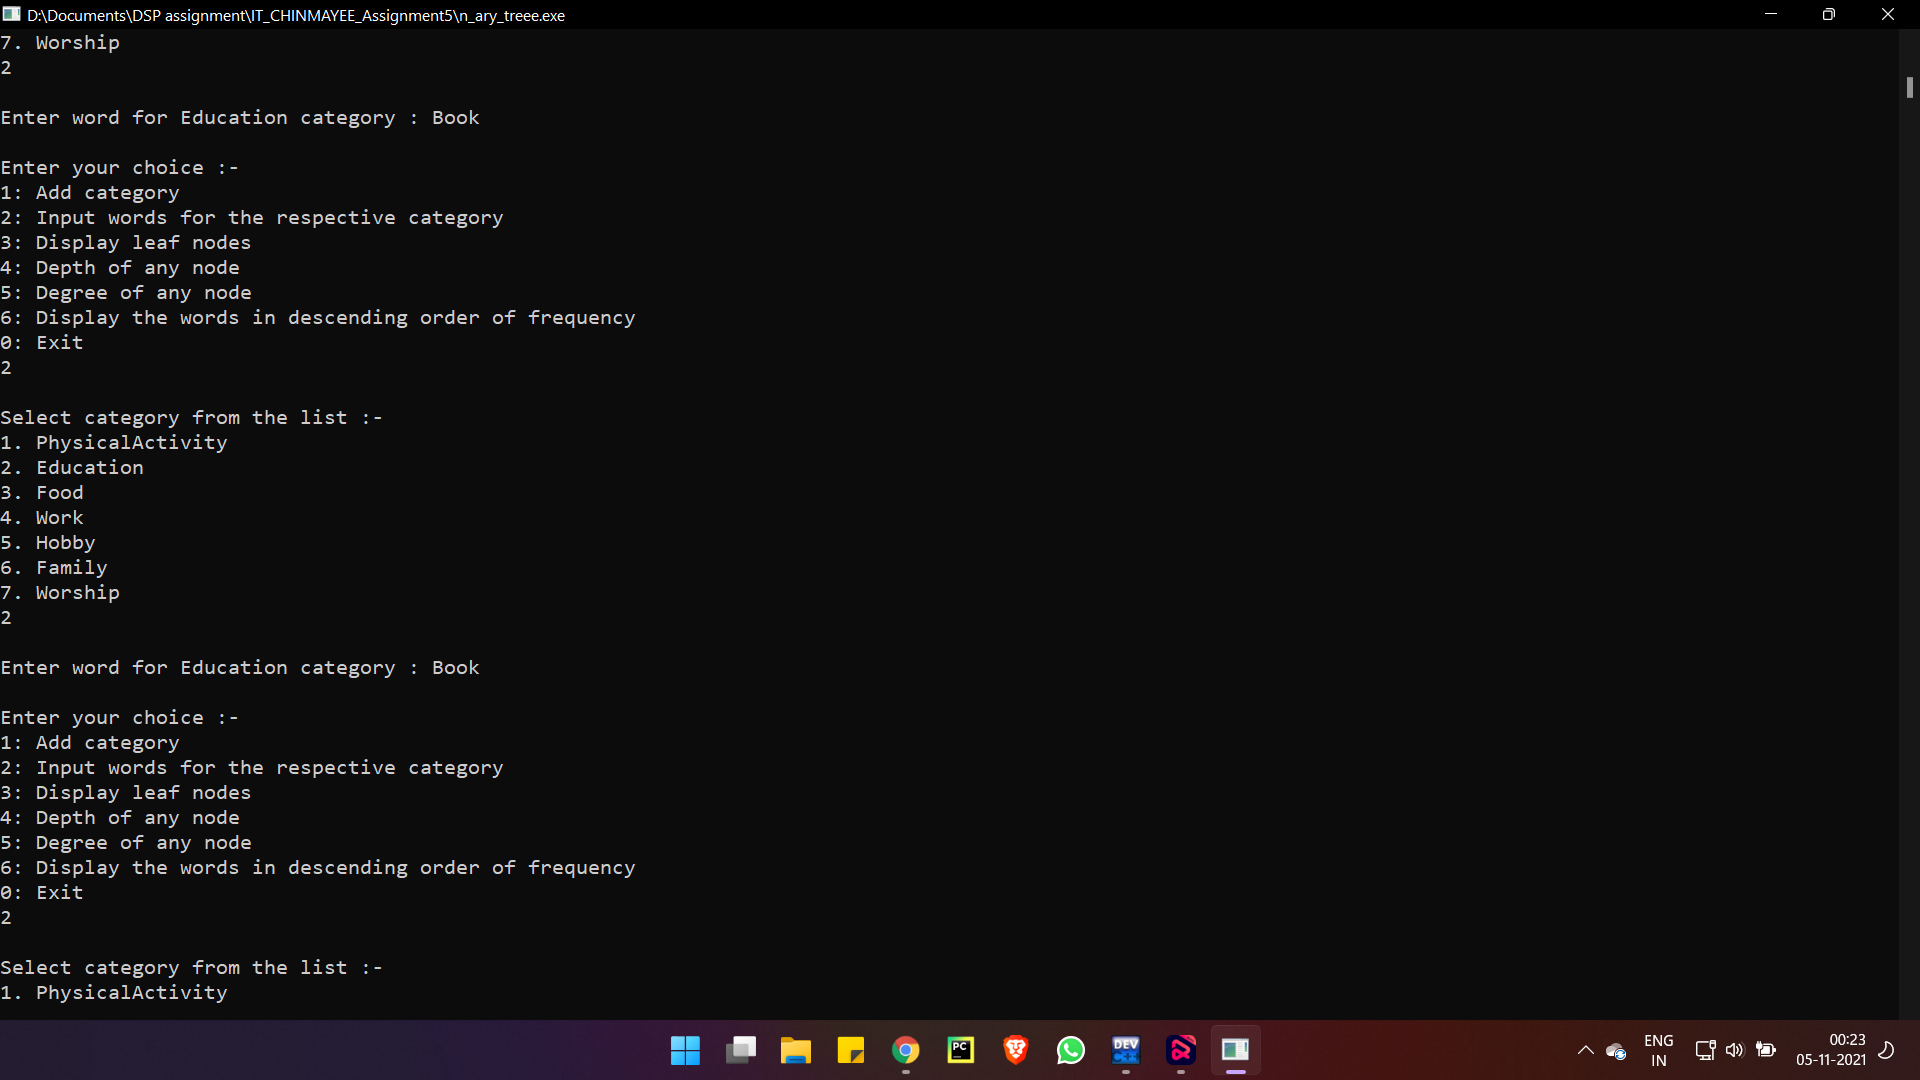 D:\Documents\DSP assignment\IT_CHINMAYEE_Assignment5\n_ary_treee.exe
7. Worship
2
Enter word for Education category : Book
Enter your choice :-
1: Add category
2: Input words for the respective category
3: Display leaf nodes
4: Depth of any node
5: Degree of any node
6: Display the words in descending order of frequency
0: Exit
2
Select category from the list :-
1. PhysicalActivity
2. Education
3. Food
4. Work
5. Hobby
6. Family
7. Worship
2
Enter word for Education category : Book
Enter your choice :-
1: Add category
2: Input words for the respective category
3: Display leaf nodes
4: Depth of any node
5: Degree of any node
6: Display the words in descending order of frequency
0: Exit
2
Select category from the list :-
1. PhysicalActivity
PC
DEV
C++
ENG
IN
00:23
05-11-2021